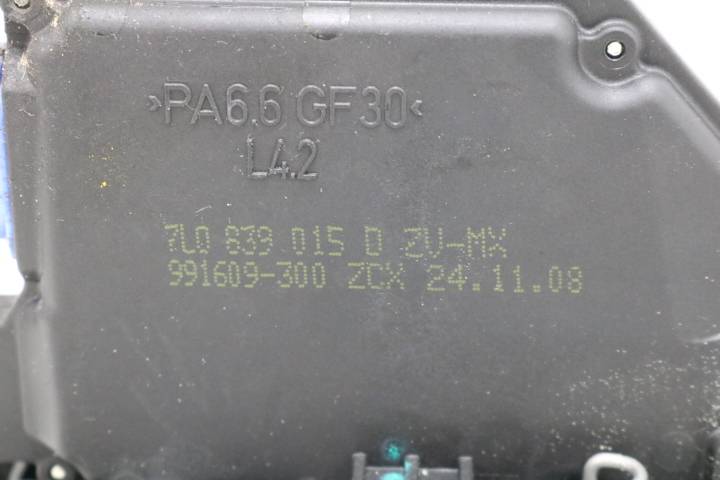 >PA6.6 GF30<
L4.2
7L0 839 015 D ZV-MX
991609-300 ZCX 24.11.08